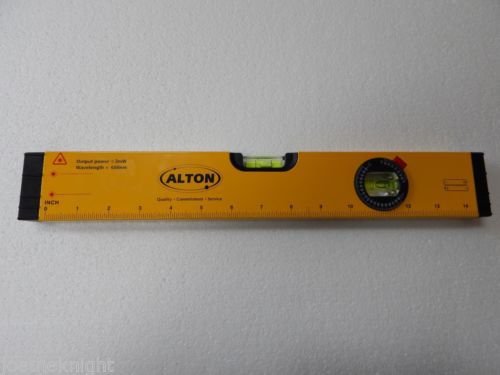 Output power < 2mW
Wavelength = 650nm
ALTON
Quality - Commitment - Service
INCH
0 1 2 3 4 5 6 7 8 9 10 11 12 13 14